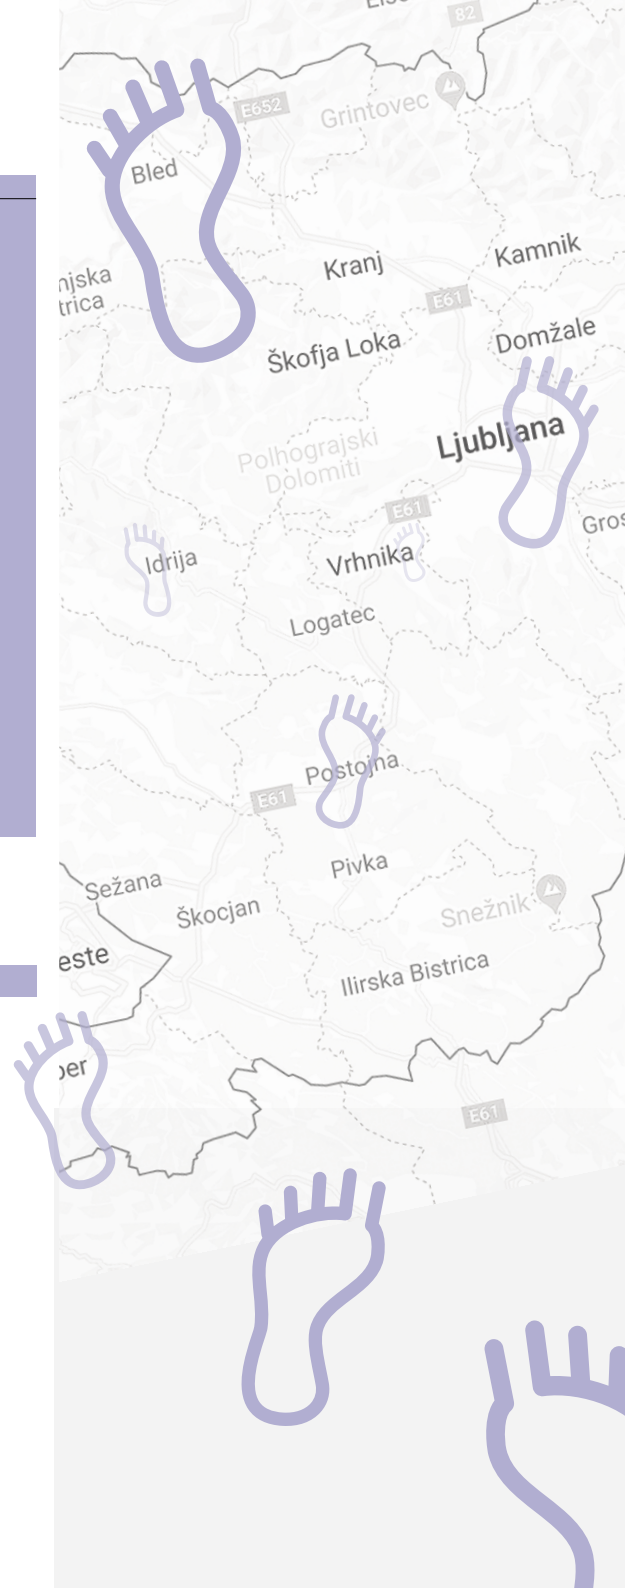 82
E652
Grintovec
Bled
Kranj
Kamnik
njska
trica
E61
Škofja Loka
Domžale
Polhograjski
Dolomiti
Ljubljana
E61
Gros
Idrija
Vrhnika
Logatec
Postojna
E61
Pivka
Sežana
Škocjan
Snežnik
este
Ilirska Bistrica
per
E61